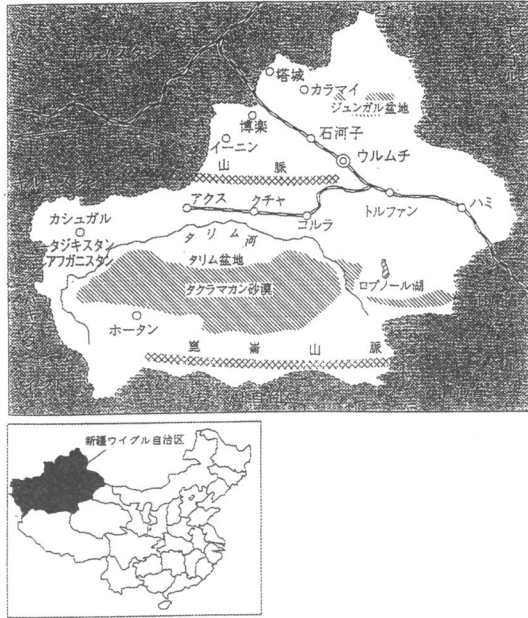 塔城
カラマイ
ジュンガル盆地
博楽
石河子
イーニン
ウルムチ
山脈
アクス
クチャ
トルファン
ハミ
コルラ
カシュガル
タジキスタン
アフガニスタン
タリム河
タリム盆地
ロプノール湖
タクラマカン砂漠
ホータン
崑崙山脈
新疆ウイグル自治区